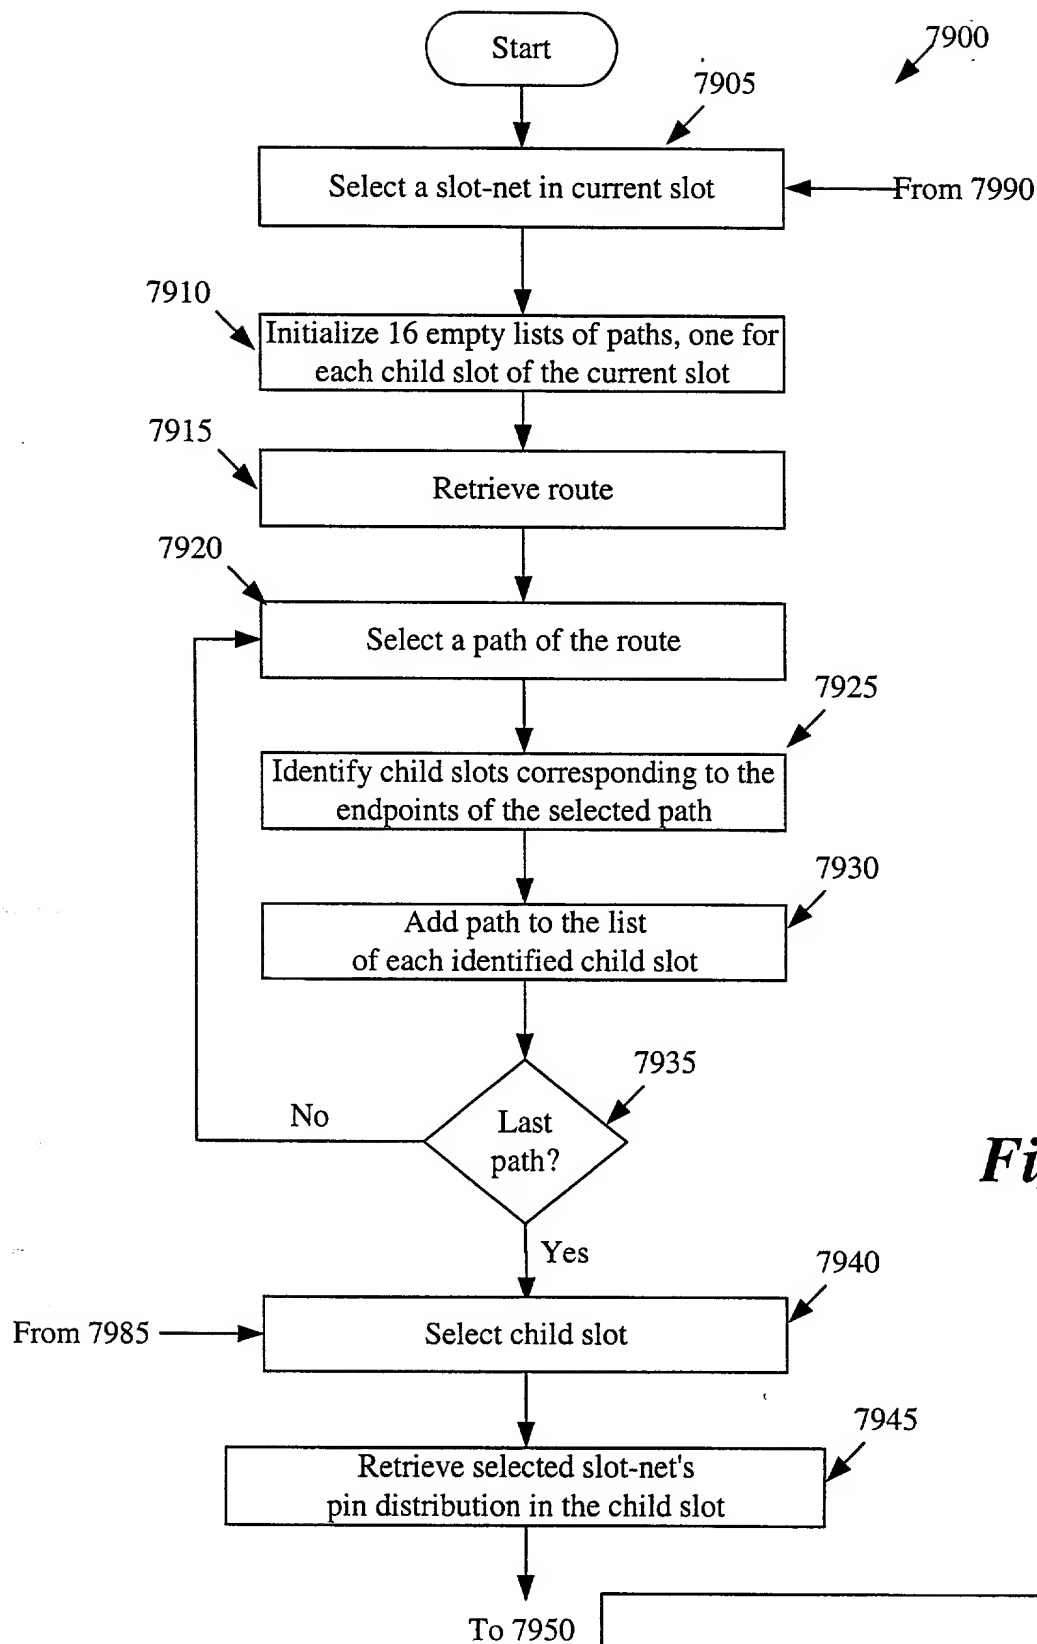 Start
7900
7905
Select a slot-net in current slot
From 7990
7910
Initialize 16 empty lists of paths, one for
each child slot of the current slot
7915
Retrieve route
7920
Select a path of the route
7925
Identify child slots corresponding to the
endpoints of the selected path
7930
Add path to the list
of each identified child slot
7935
Last
path?
No
Fi
Yes
7940
From 7985
Select child slot
7945
Retrieve selected slot-net's
pin distribution in the child slot
To 7950